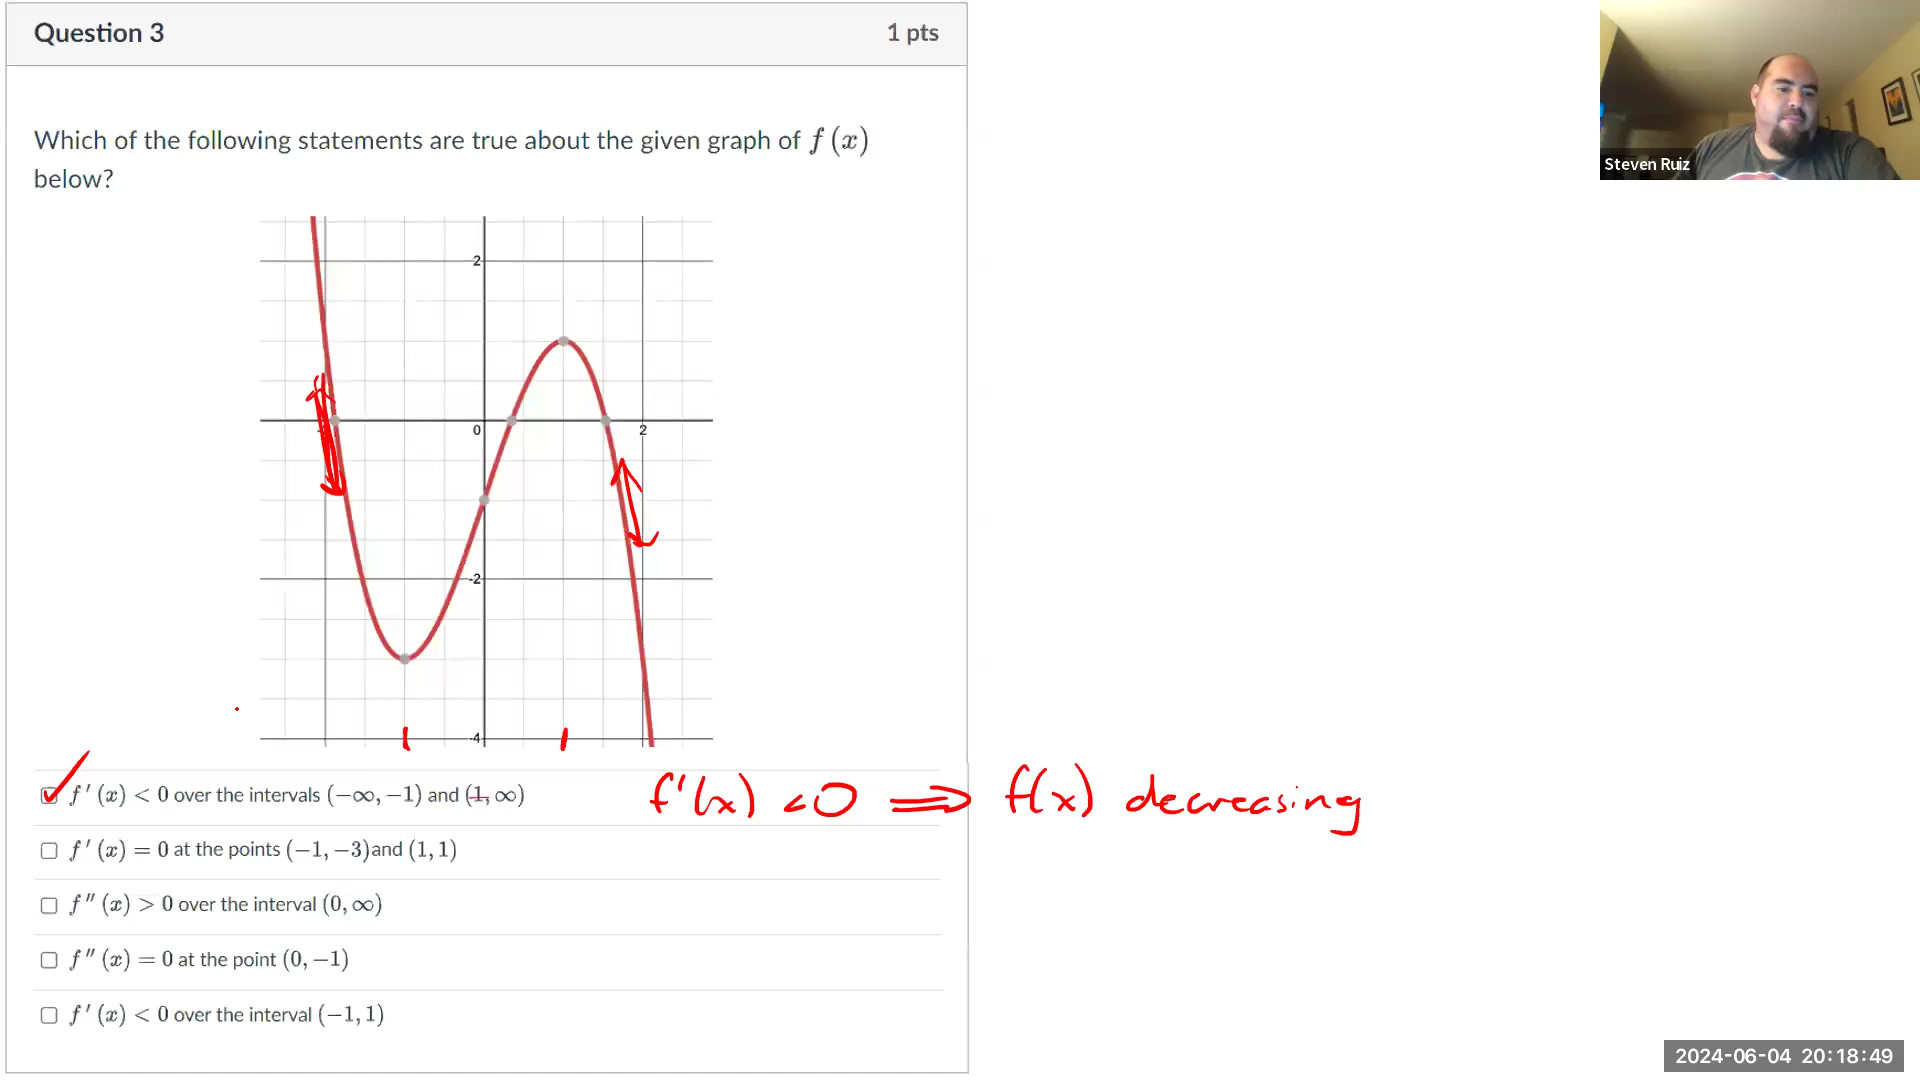 Question 3 1 pts
Steven Ruiz
Which of the following statements are true about the given graph of f (x)
below?
2
0
2
-2
-4
f ′ (x) < 0 over the intervals (−∞, −1) and (1, ∞)
f'(x) <0 ⟹ f(x) decreasing
f ′ (x) = 0 at the points (−1, −3)and (1, 1)
f ″ (x) > 0 over the interval (0, ∞)
f ″ (x) = 0 at the point (0, −1)
f ′ (x) < 0 over the interval (−1, 1)
2024-06-04 20:18:49